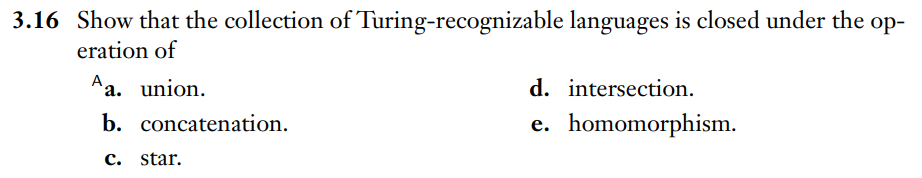 3.16 Show that the collection of Turing-recognizable languages is closed under the op-
eration of
Aa. union.
b. concatenation.
c. star.
d. intersection.
e. homomorphism.